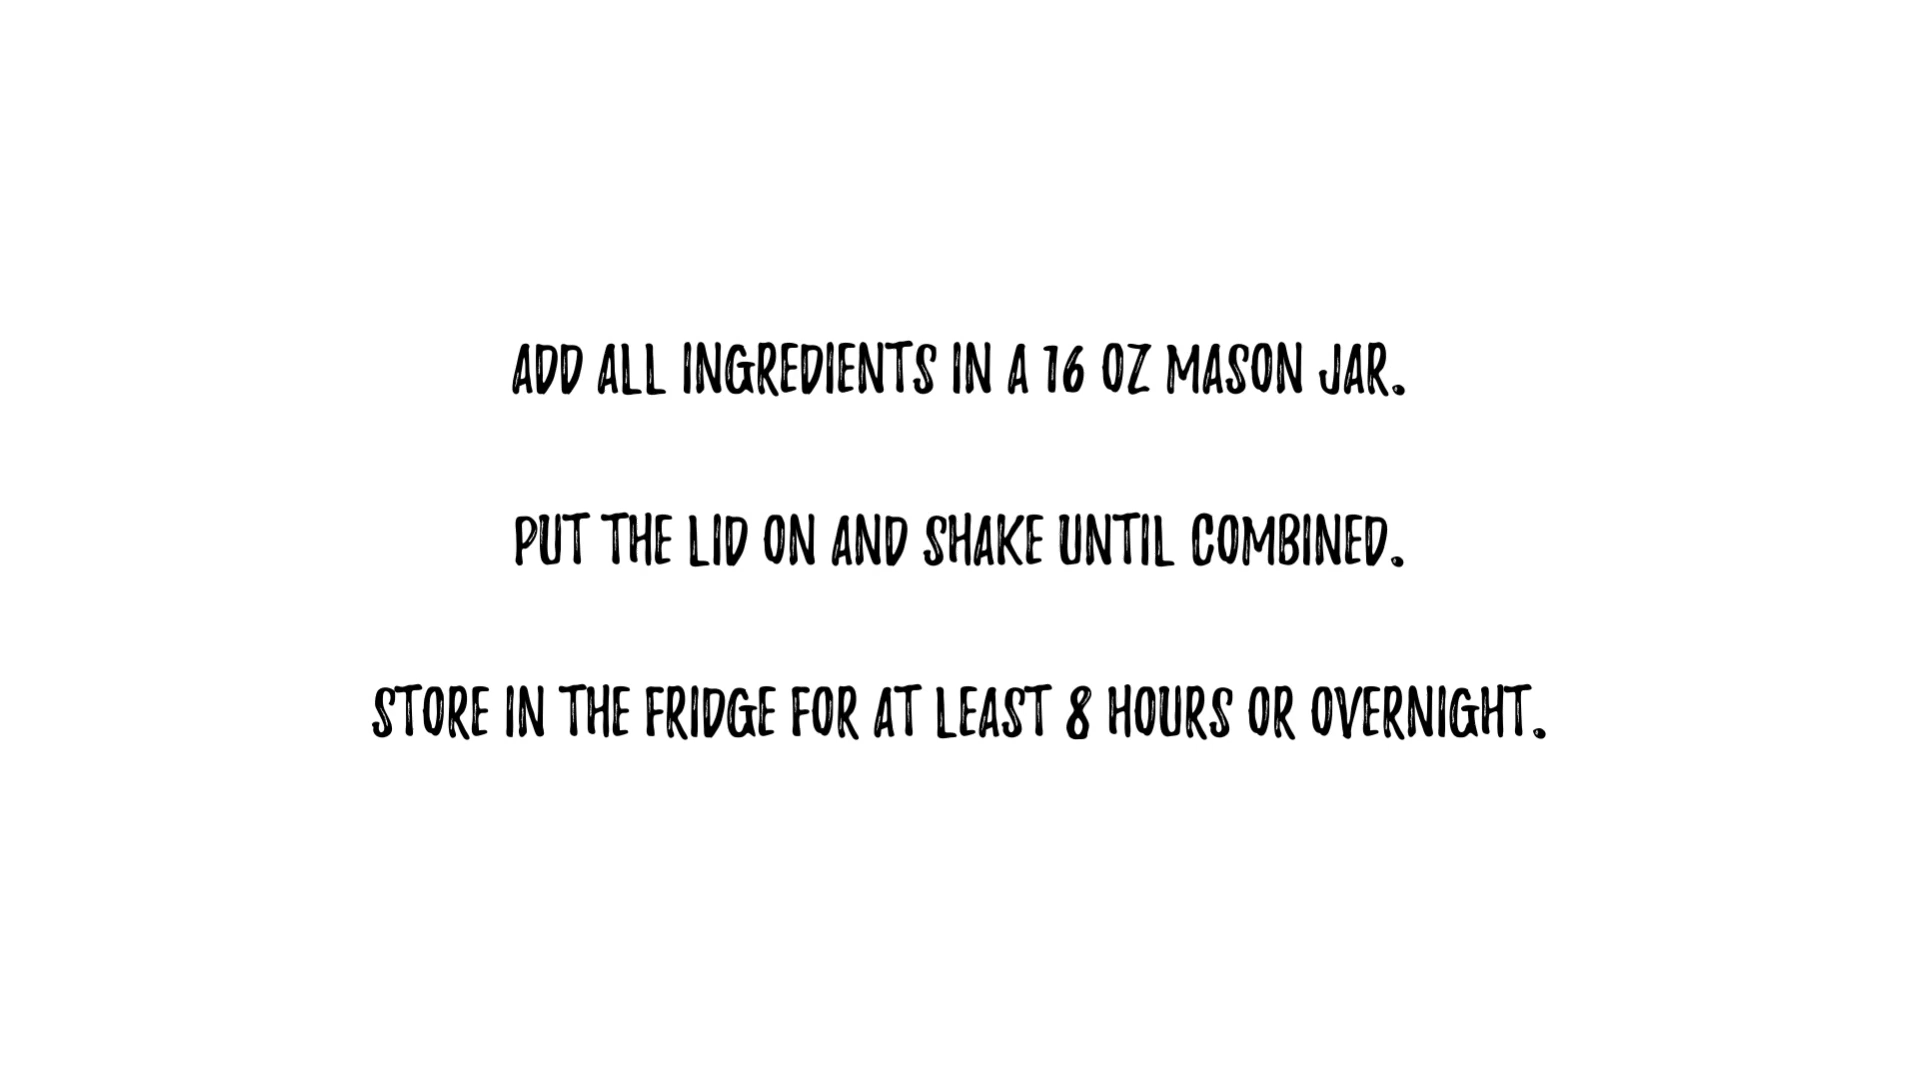 ADD ALL INGREDIENTS IN A 16 OZ MASON JAR.
PUT THE LID ON AND SHAKE UNTIL COMBINED.
STORE IN THE FRIDGE FOR AT LEAST 8 HOURS OR OVERNIGHT.